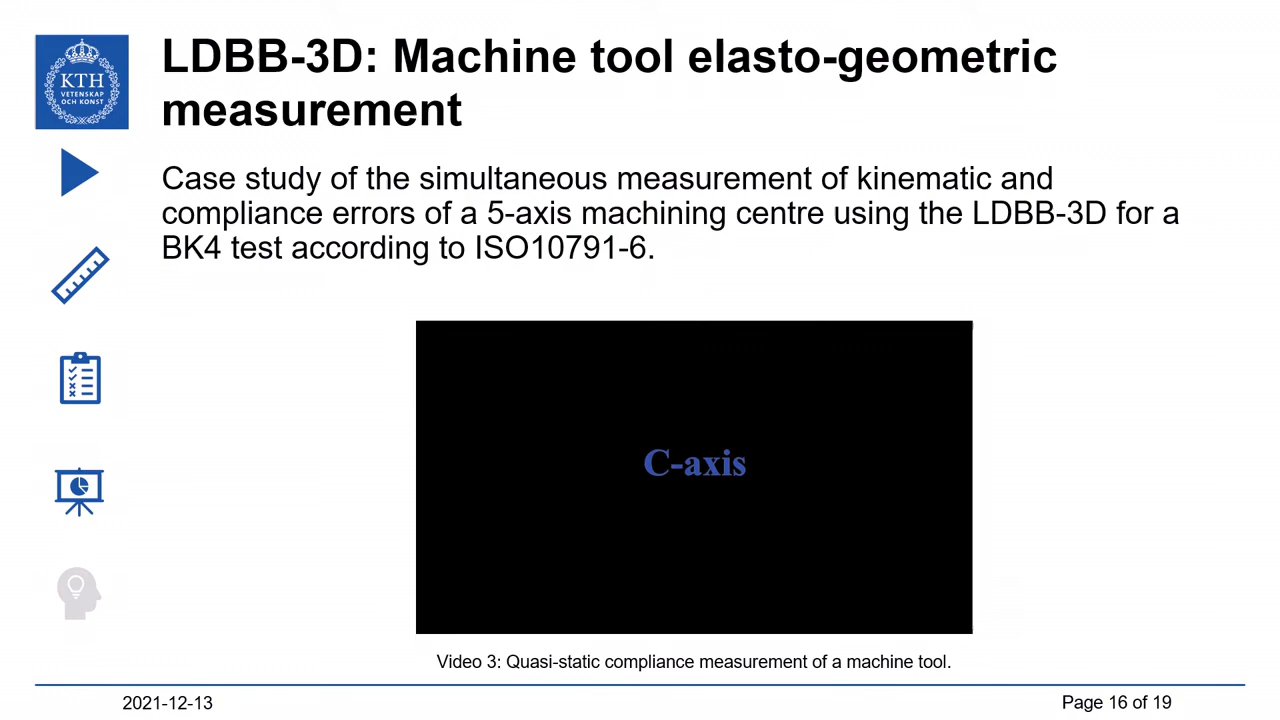 LDBB-3D: Machine tool elasto-geometric
measurement
KTH
VETENSKAP
OCH KONST
Case study of the simultaneous measurement of kinematic and
compliance errors of a 5-axis machining centre using the LDBB-3D for a
BK4 test according to ISO10791-6.
C-axis
Video 3: Quasi-static compliance measurement of a machine tool.
2021-12-13
Page 16 of 19